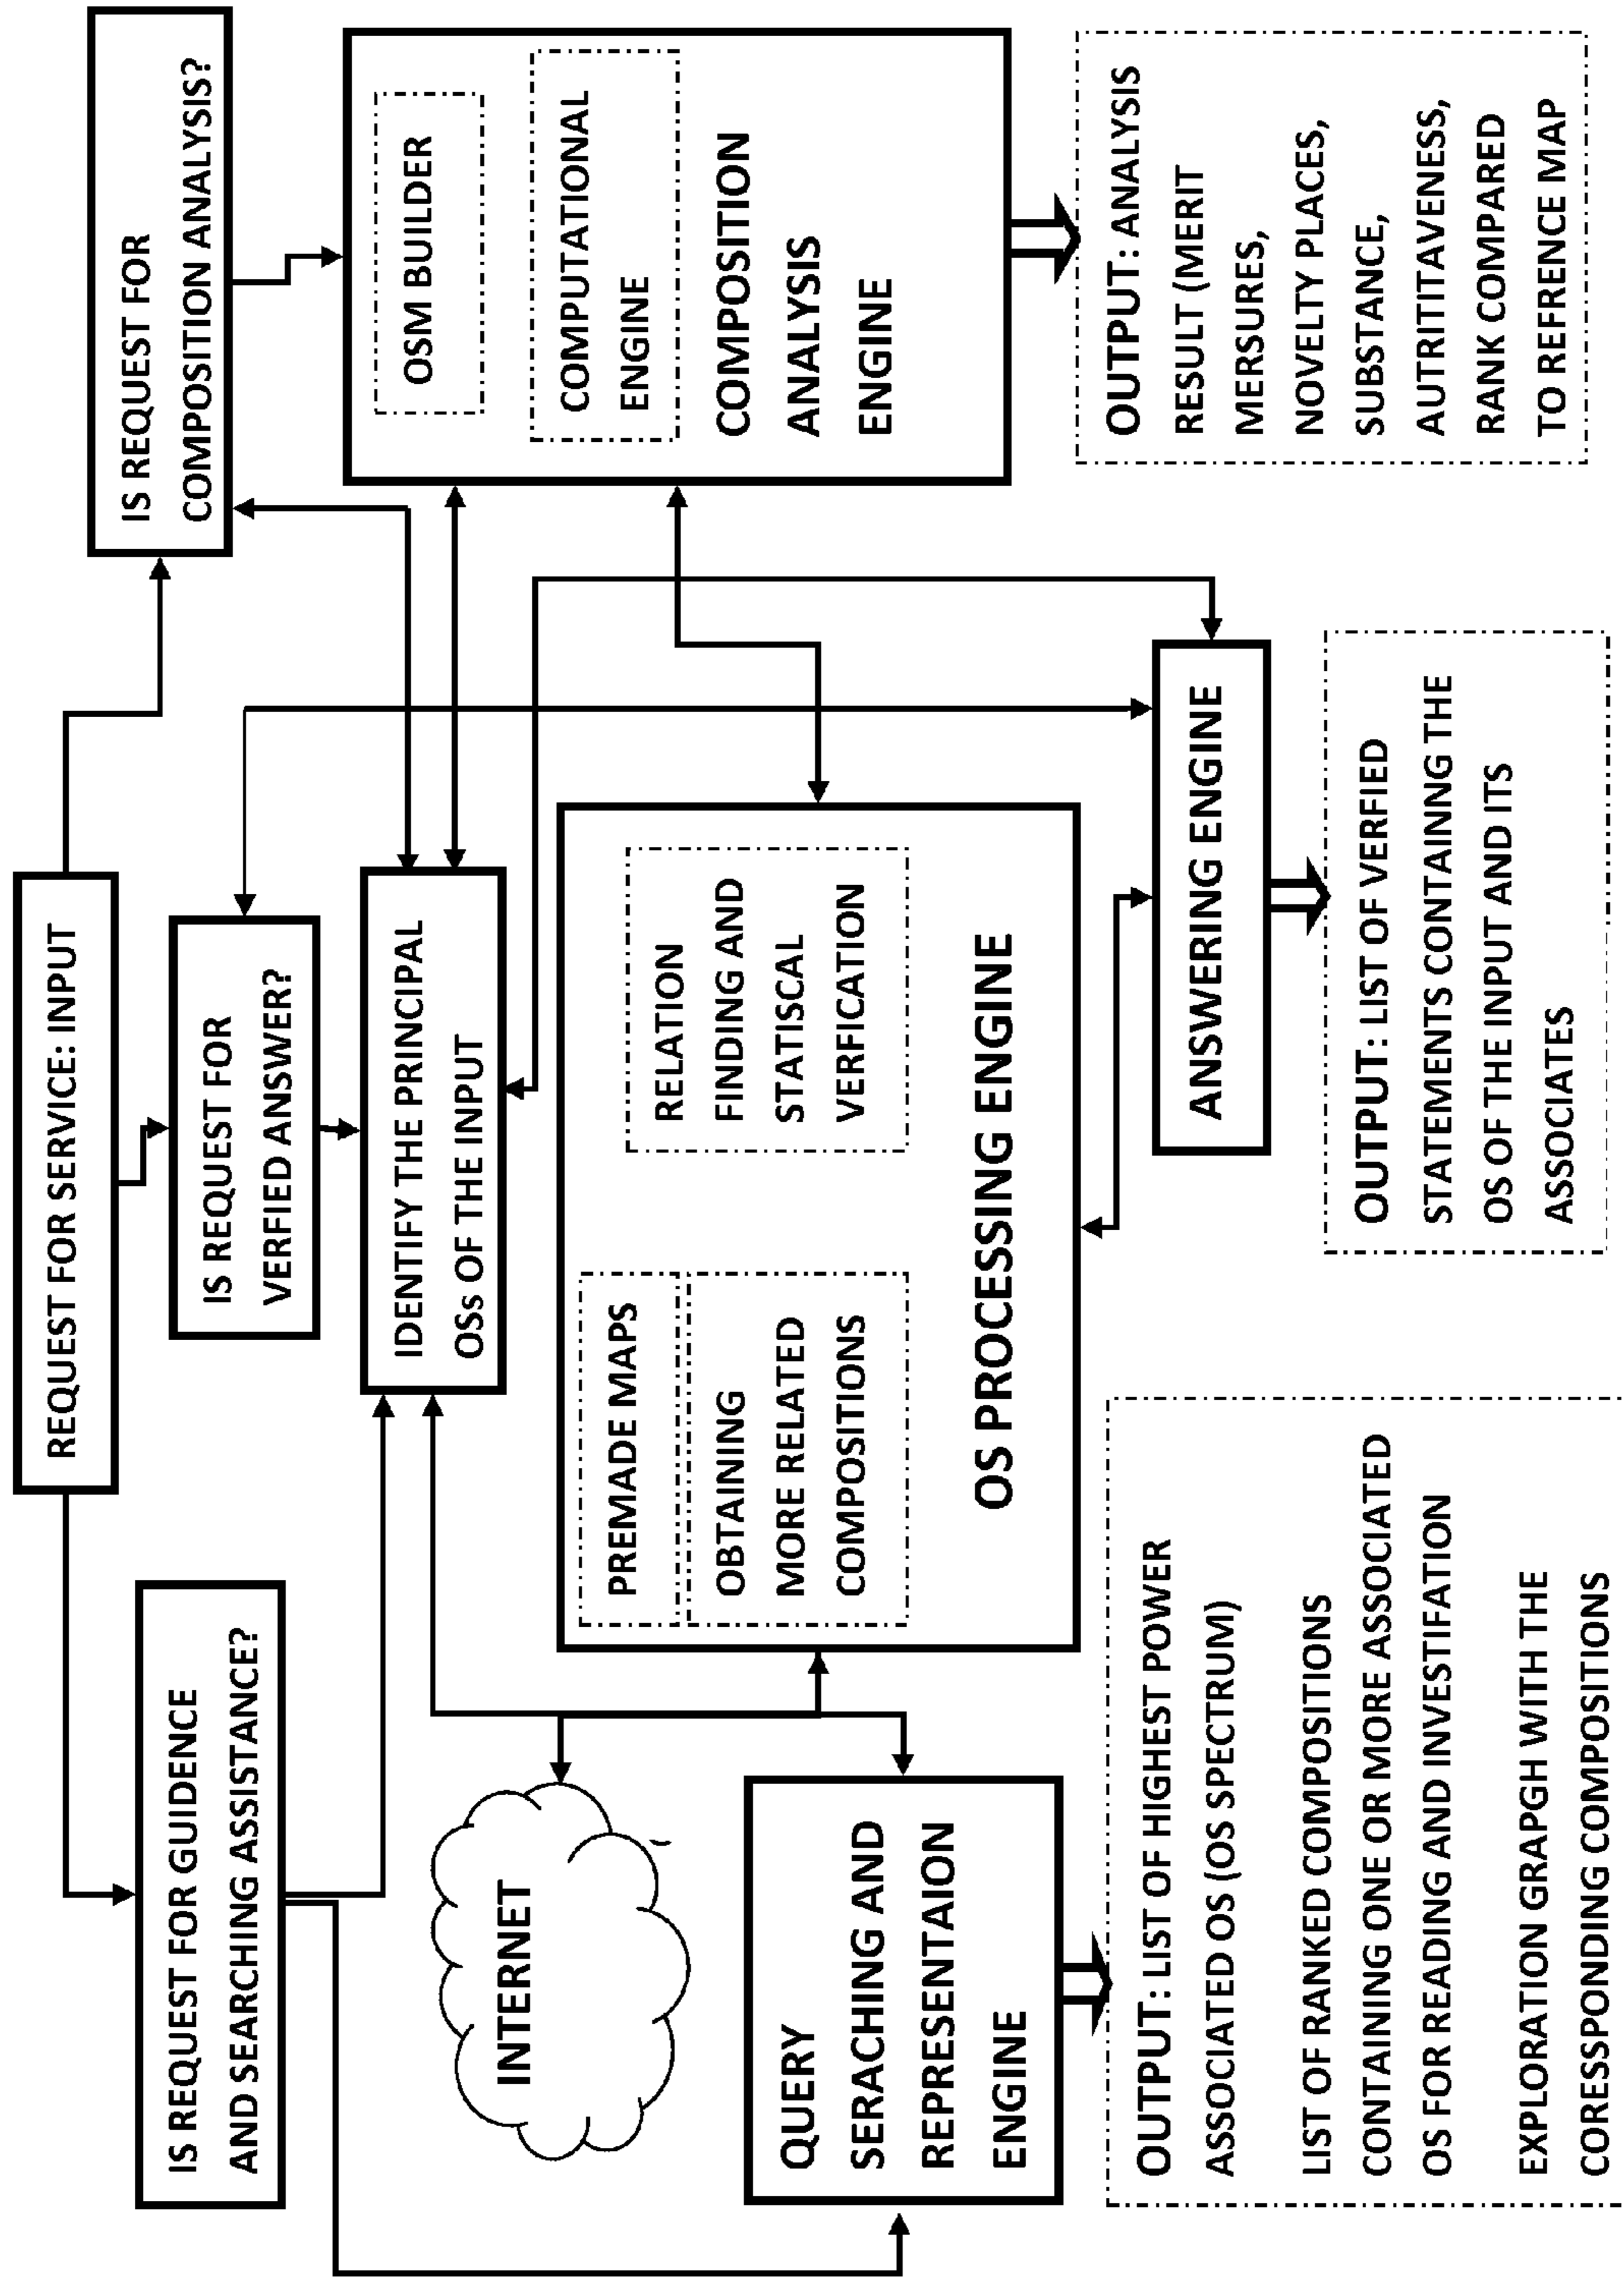 REQUEST FOR SERVICE: INPUT
IS REQUEST FOR GUIDENCE
AND SEARCHING ASSISTANCE?
IS REQUEST FOR
VERFIED ANSWER?
IS REQUEST FOR
COMPOSITION ANALYSIS?
IDENTIFY THE PRINCIPAL
OSs OF THE INPUT
INTERNET
PREMADE MAPS
OBTAINING
MORE RELATED
COMPOSITIONS
RELATION
FINDING AND
STATISCAL
VERFICATION
OS PROCESSING ENGINE
OSM BUILDER
COMPUTATIONAL
ENGINE
COMPOSITION
ANALYSIS
ENGINE
QUERY
SERACHING AND
REPRESENTAION
ENGINE
ANSWERING ENGINE
OUTPUT: LIST OF HIGHEST POWER
ASSOCIATED OS (OS SPECTRUM)
LIST OF RANKED COMPOSITIONS
CONTAINING ONE OR MORE ASSOCIATED
OS FOR READING AND INVESTIFATION
EXPLORATION GRAPGH WITH THE
CORESSPONDING COMPOSITIONS
OUTPUT: LIST OF VERFIED
STATEMENTS CONTAINING THE
OS OF THE INPUT AND ITS
ASSOCIATES
OUTPUT: ANALYSIS
RESULT (MERIT
MERSURES,
NOVELTY PLACES,
SUBSTANCE,
AUTRITITAVENESS,
RANK COMPARED
TO REFRENCE MAP